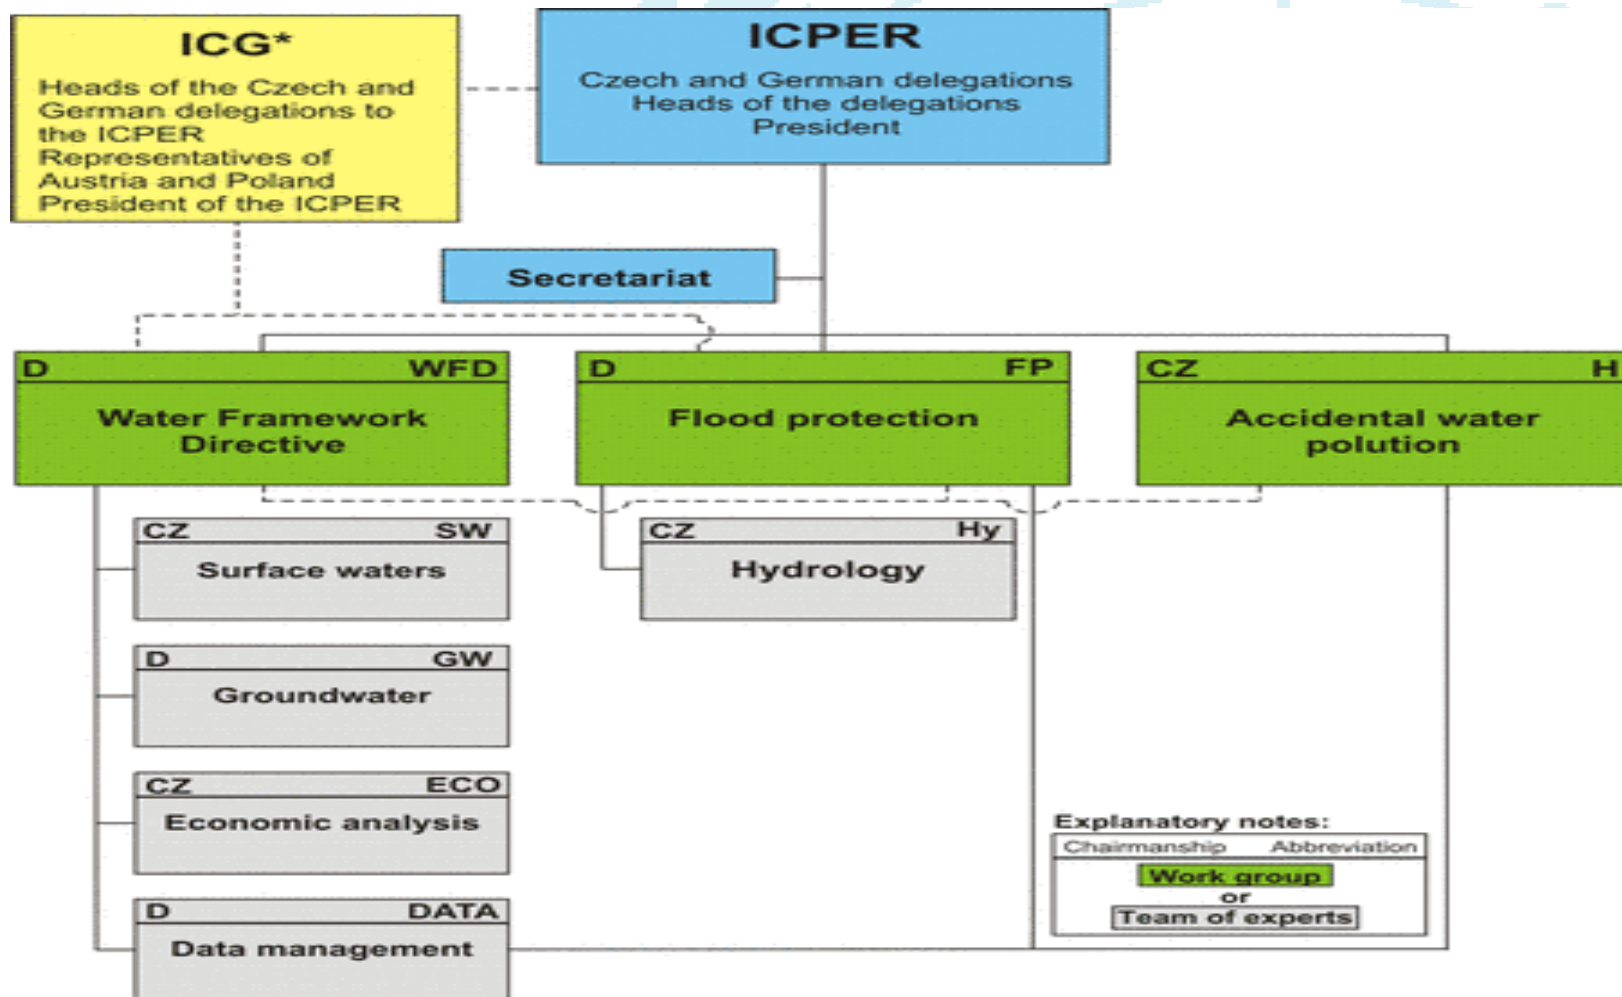 ICG*
Heads of the Czech and
German delegations to
the ICPER
Representatives of
Austria and Poland
President of the ICPER
ICPER
Czech and German delegations
Heads of the delegations
President
Secretariat
D WFD
Water Framework
Directive
D FP
Flood protection
CZ H
Accidental water
polution
CZ SW
Surface waters
CZ Hy
Hydrology
D GW
Groundwater
CZ ECO
Economic analysis
D DATA
Data management
Explanatory notes:
Chairmanship Abbreviation
Work group
or
Team of experts